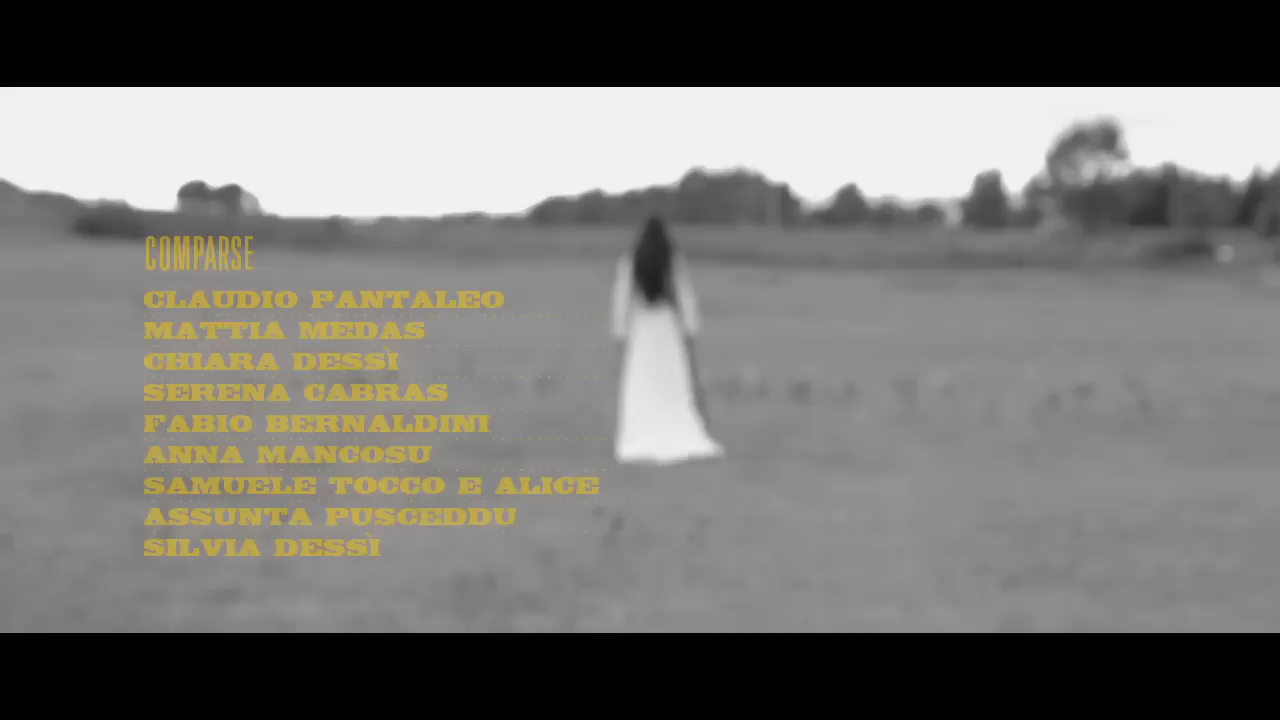 COMPARSE
CLAUDIO PANTALEO
MATTIA MEDAS
CHIARA DESSÌ
SERENA CABRAS
FABIO BERNALDINI
ANNA MANCOSU
SAMUELE TOCCO E ALICE
ASSUNTA PUSCEDDU
SILVIA DESSÌ